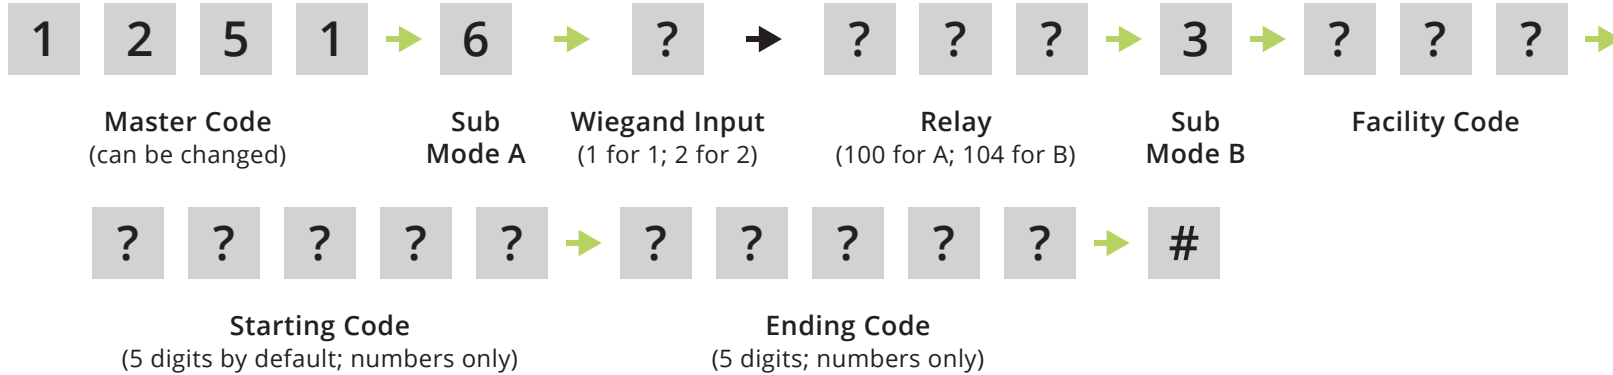 1 2 5 1 6 ? ? ? ? 3 ? ? ?
Master Code Sub Wiegand Input Relay Sub Facility Code
(can be changed) Mode A (1 for 1; 2 for 2) (100 for A; 104 for B) Mode B
? ? ? ? ? ? ? ? ? ? #
Starting Code Ending Code
(5 digits by default; numbers only) (5 digits; numbers only)